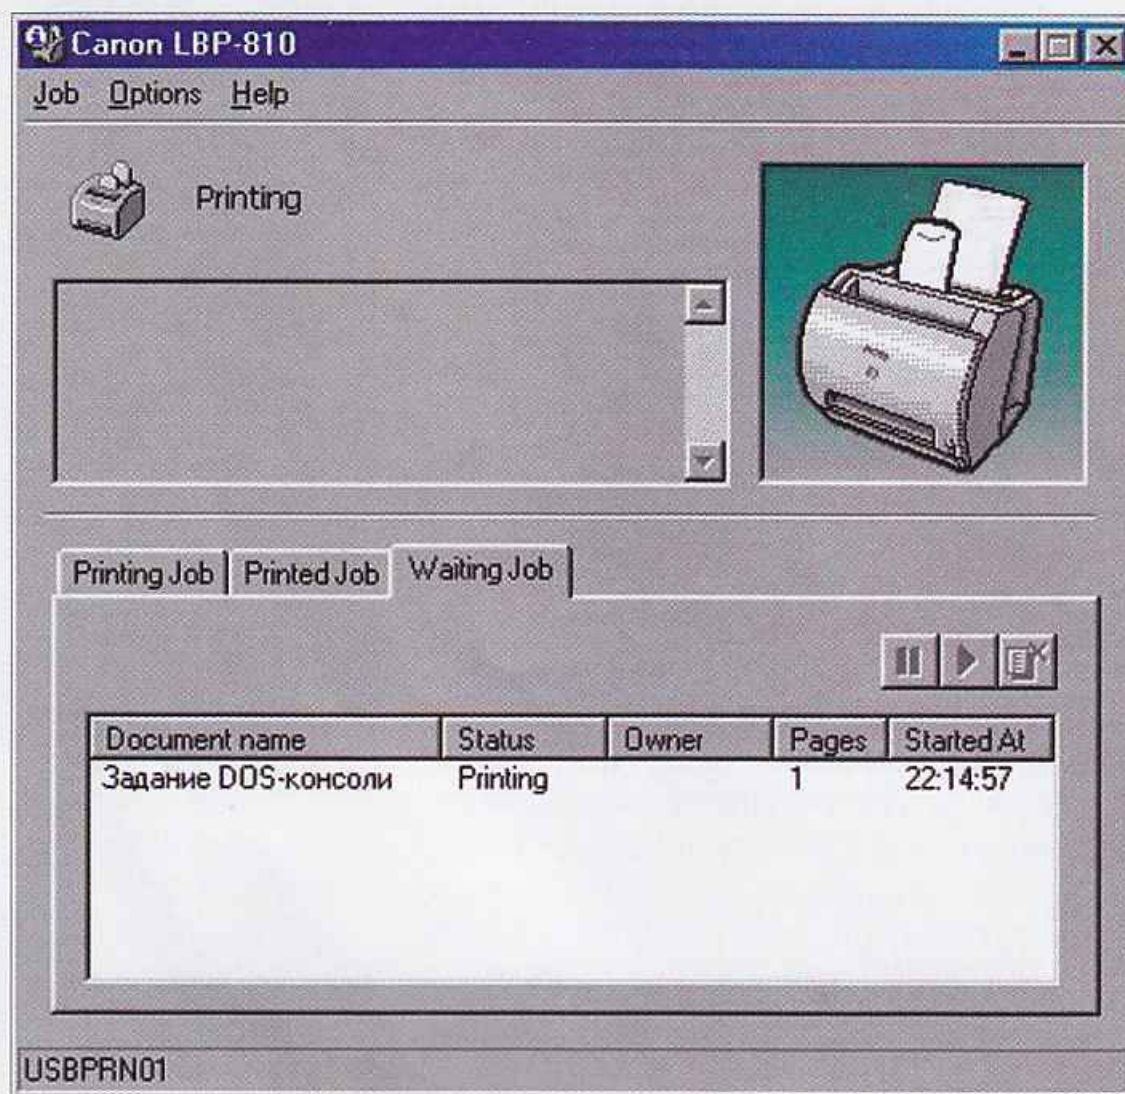 Canon LBP-810
Job Options Help
Printing
Printing Job Printed Job Waiting Job
Document name Status Owner Pages Started At
Задание DOS-консоли Printing 1 22:14:57
USBPRN01